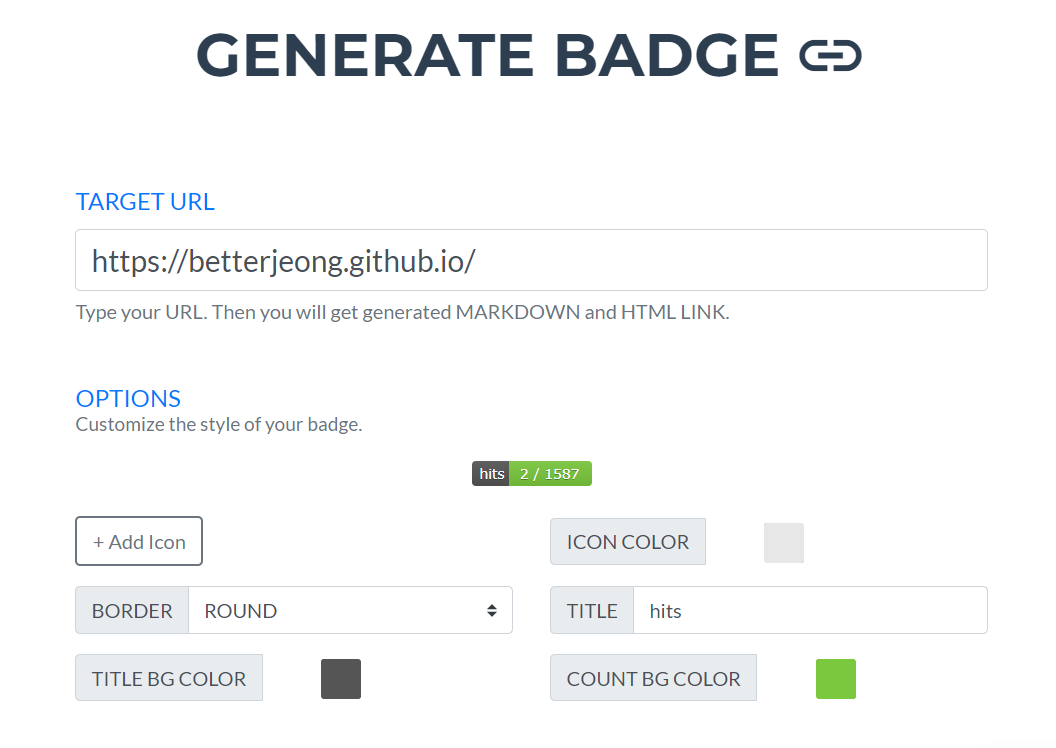 GENERATE BADGE
TARGET URL
https://betterjeong.github.io/
Type your URL. Then you will get generated MARKDOWN and HTML LINK.
OPTIONS
Customize the style of your badge.
hits 2 / 1587
+ Add Icon
ICON COLOR
BORDER ROUND
TITLE hits
TITLE BG COLOR
COUNT BG COLOR